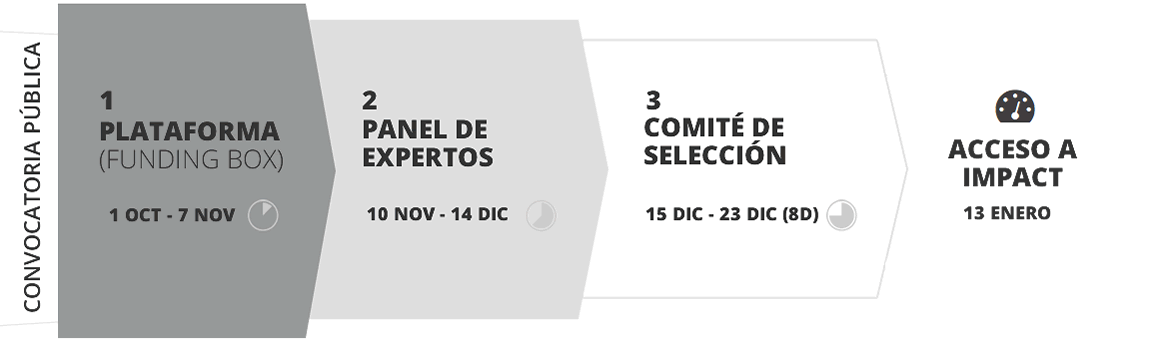 CONVOCATORIA PÚBLICA
1
PLATAFORMA
(FUNDING BOX)
1 OCT - 7 NOV
2
PANEL DE
EXPERTOS
10 NOV - 14 DIC
3
COMITÉ DE
SELECCIÓN
15 DIC - 23 DIC (8D)
ACCESO A
IMPACT
13 ENERO